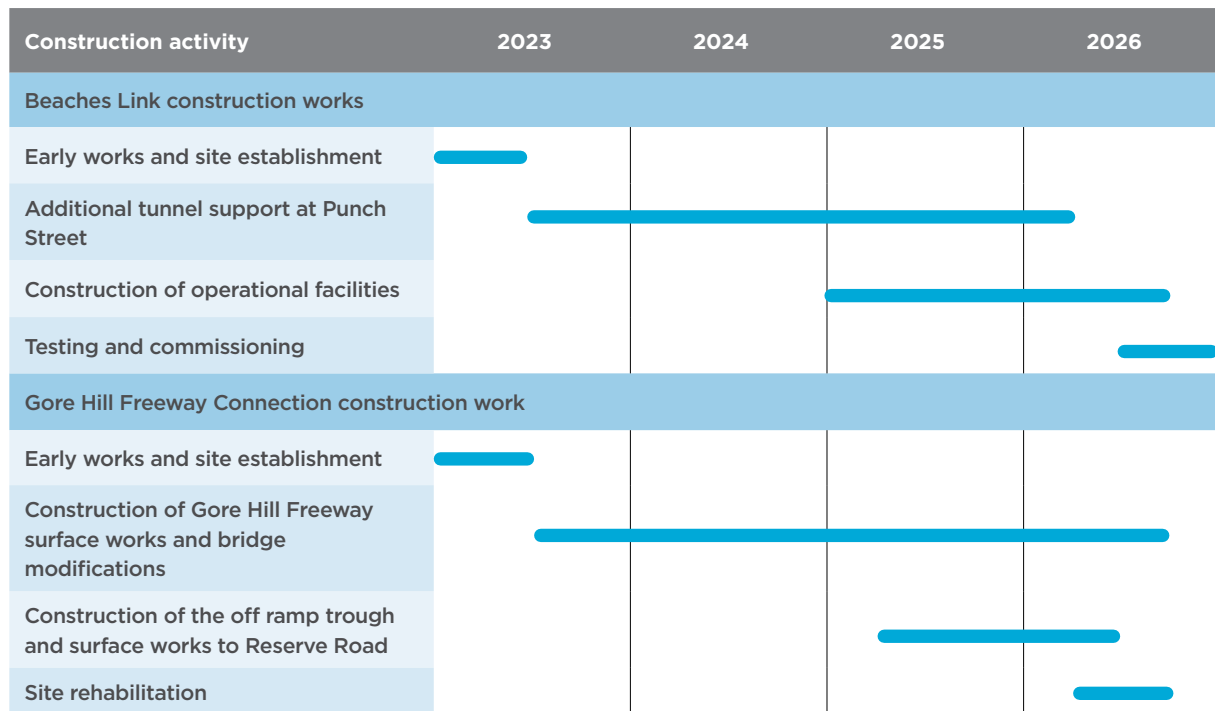 Construction activity 2023 2024 2025 2026
Beaches Link construction works
Early works and site establishment
Additional tunnel support at Punch
Street
Construction of operational facilities
Testing and commissioning
Gore Hill Freeway Connection construction work
Early works and site establishment
Construction of Gore Hill Freeway
surface works and bridge
modifications
Construction of the off ramp trough
and surface works to Reserve Road
Site rehabilitation